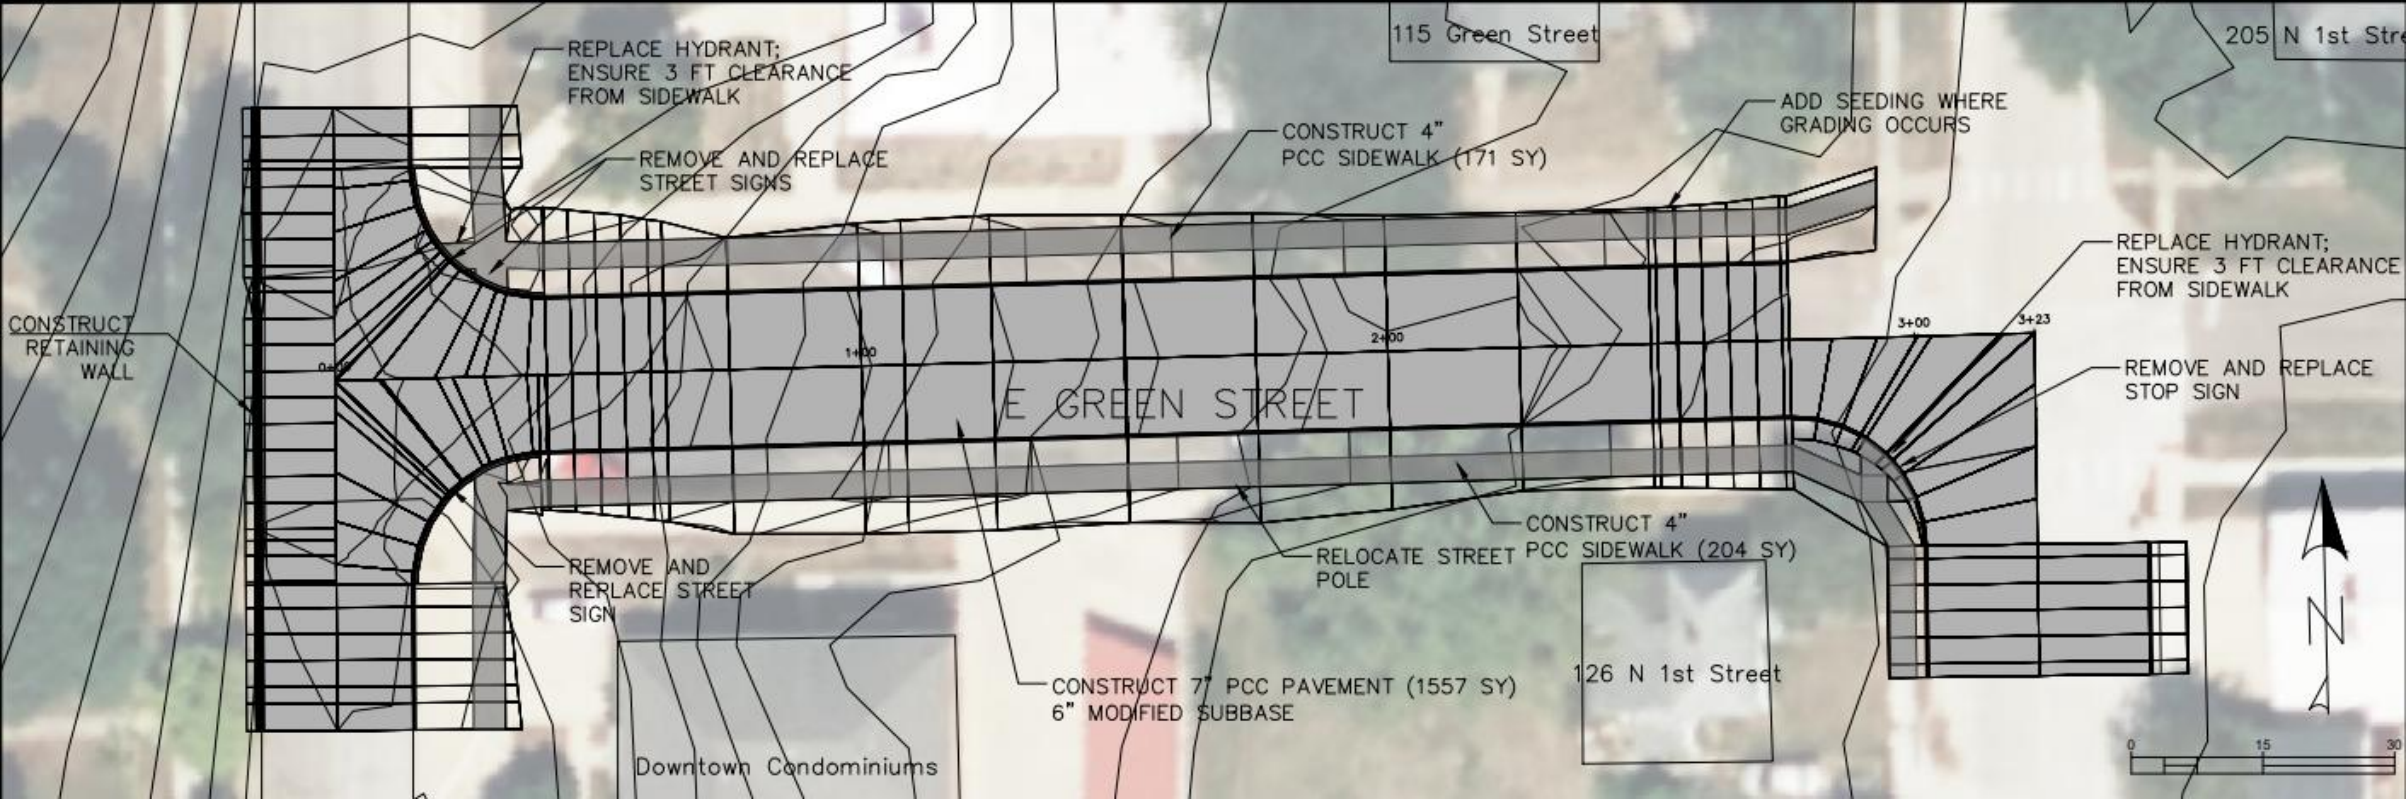 115 Green Street
205 N 1st Stre
REPLACE HYDRANT;
ENSURE 3 FT CLEARANCE
FROM SIDEWALK
REMOVE AND REPLACE
STREET SIGNS
CONSTRUCT 4"
PCC SIDEWALK (171 SY)
ADD SEEDING WHERE
GRADING OCCURS
REPLACE HYDRANT;
ENSURE 3 FT CLEARANCE
FROM SIDEWALK
CONSTRUCT
RETAINING
WALL
1+00
2+00
3+00
3+23
E GREEN STREET
REMOVE AND REPLACE
STOP SIGN
REMOVE AND
REPLACE STREET
SIGN
RELOCATE STREET
POLE
CONSTRUCT 4"
PCC SIDEWALK (204 SY)
CONSTRUCT 7" PCC PAVEMENT (1557 SY)
6" MODIFIED SUBBASE
126 N 1st Street
Downtown Condominiums
N
0 15 30